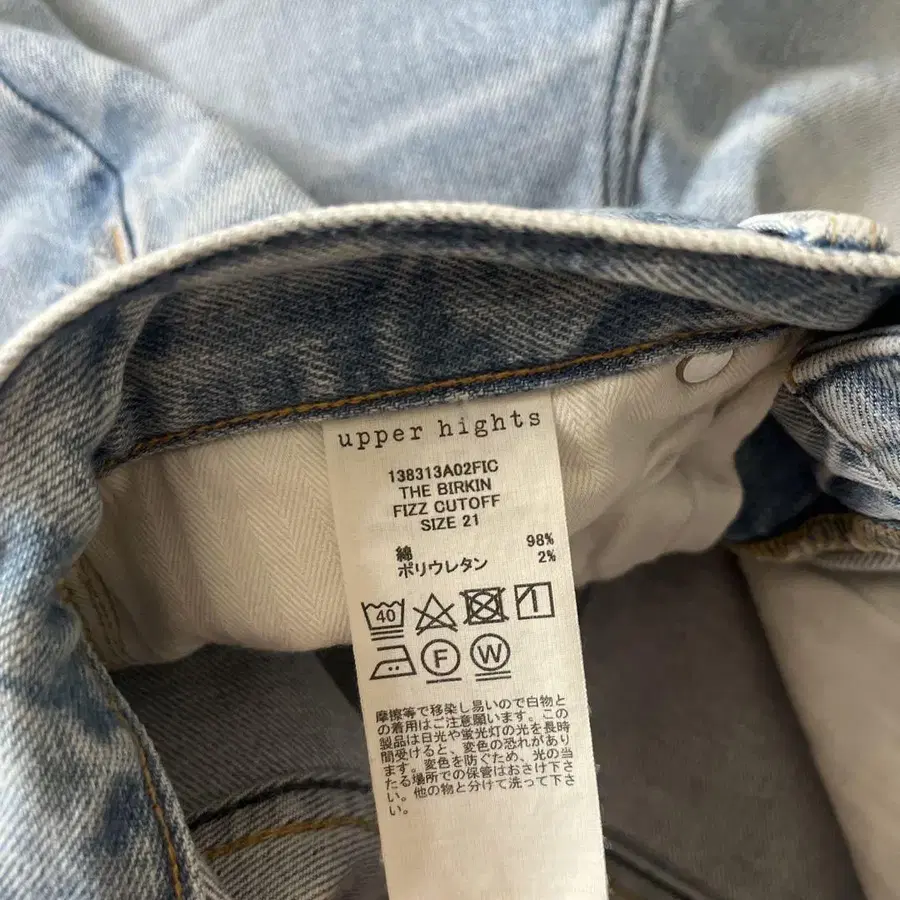 upper hights
138313A02FIC
THE BIRKIN
FIZZ CUTOFF
SIZE 21
綿 98%
ポリウレタン 2%
40
F W
摩擦等で移染し易いので白物と
の着用はご注意願います。この
製品は日光や蛍光灯の光を長時
間受けると、変色の恐れがあり
ます。変色を防ぐため、光の当
たる場所での保管はおさけ下さ
い。他の物と分けて洗って下さ
い。